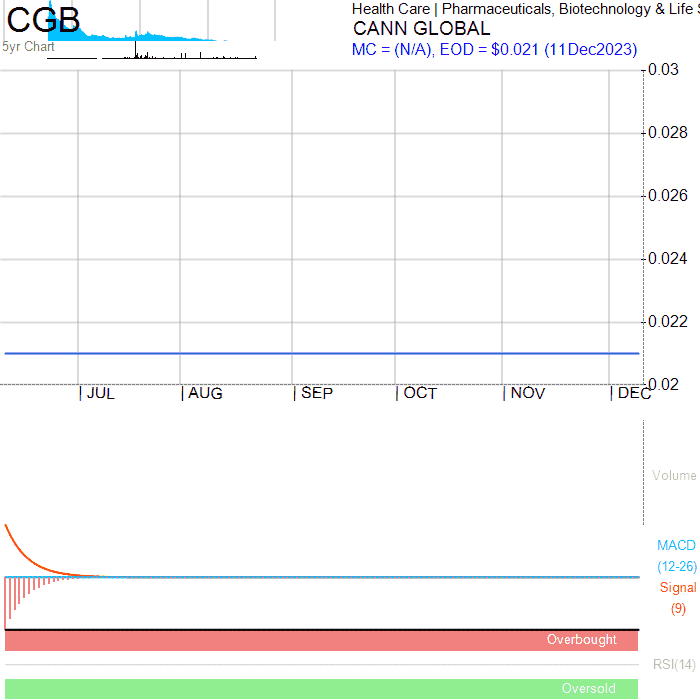 CGB
5yr Chart
Health Care | Pharmaceuticals, Biotechnology & Life S
CANN GLOBAL
MC = (N/A), EOD = $0.021 (11Dec2023)
0.03
0.028
0.026
0.024
0.022
0.02
| JUL | AUG | SEP | OCT | NOV | DEC
Volume
MACD
(12-26)
Signal
(9)
Overbought
RSI(14)
Oversold